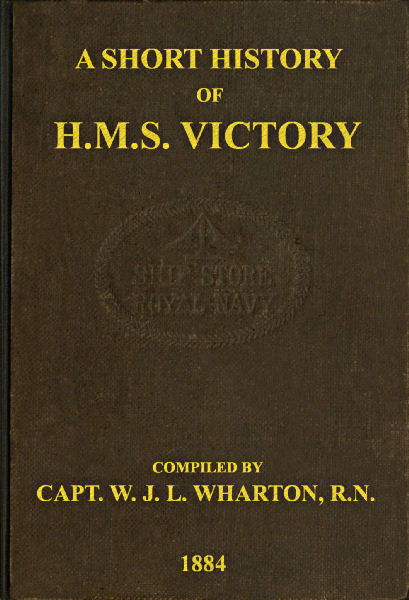 A SHORT HISTORY
OF
H.M.S. VICTORY
SHIP STORE
ROYAL NAVY
COMPILED BY
CAPT. W. J. L. WHARTON, R.N.
1884